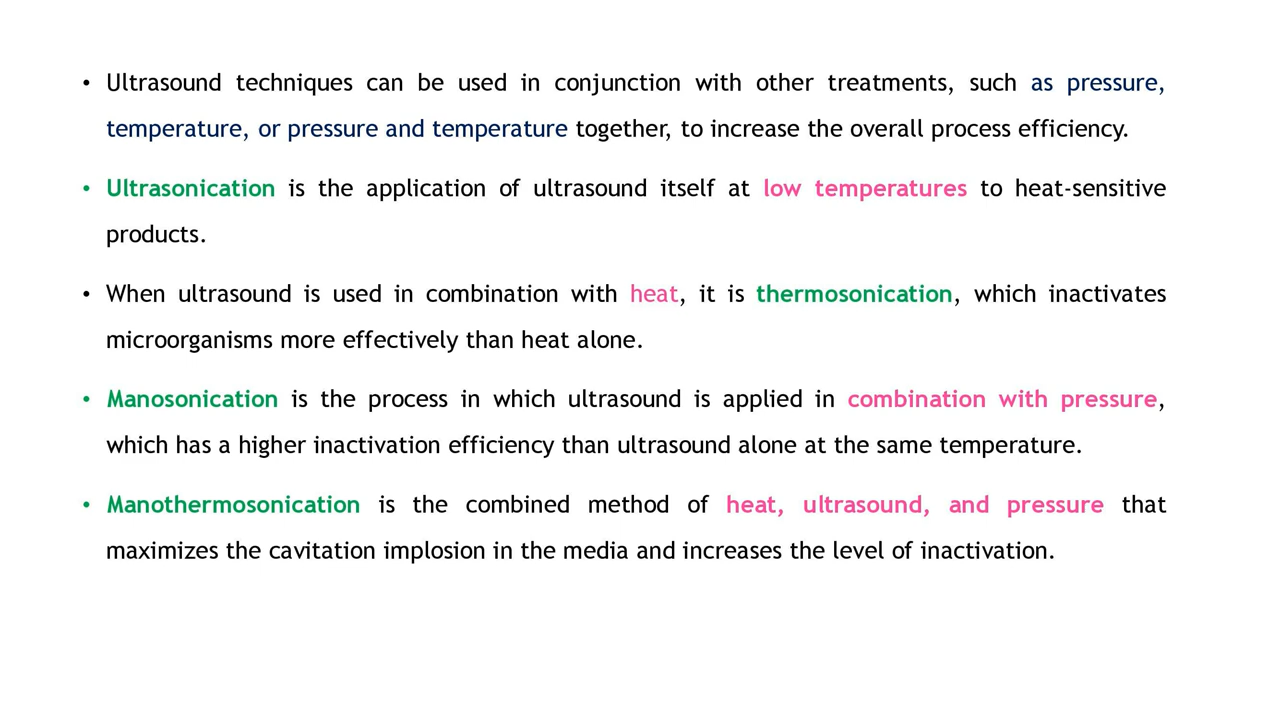 • Ultrasound techniques can be used in conjunction with other treatments, such as pressure,
temperature, or pressure and temperature together, to increase the overall process efficiency.
• Ultrasonication is the application of ultrasound itself at low temperatures to heat-sensitive
products.
• When ultrasound is used in combination with heat, it is thermosonication, which inactivates
microorganisms more effectively than heat alone.
• Manosonication is the process in which ultrasound is applied in combination with pressure,
which has a higher inactivation efficiency than ultrasound alone at the same temperature.
• Manothermosonication is the combined method of heat, ultrasound, and pressure that
maximizes the cavitation implosion in the media and increases the level of inactivation.